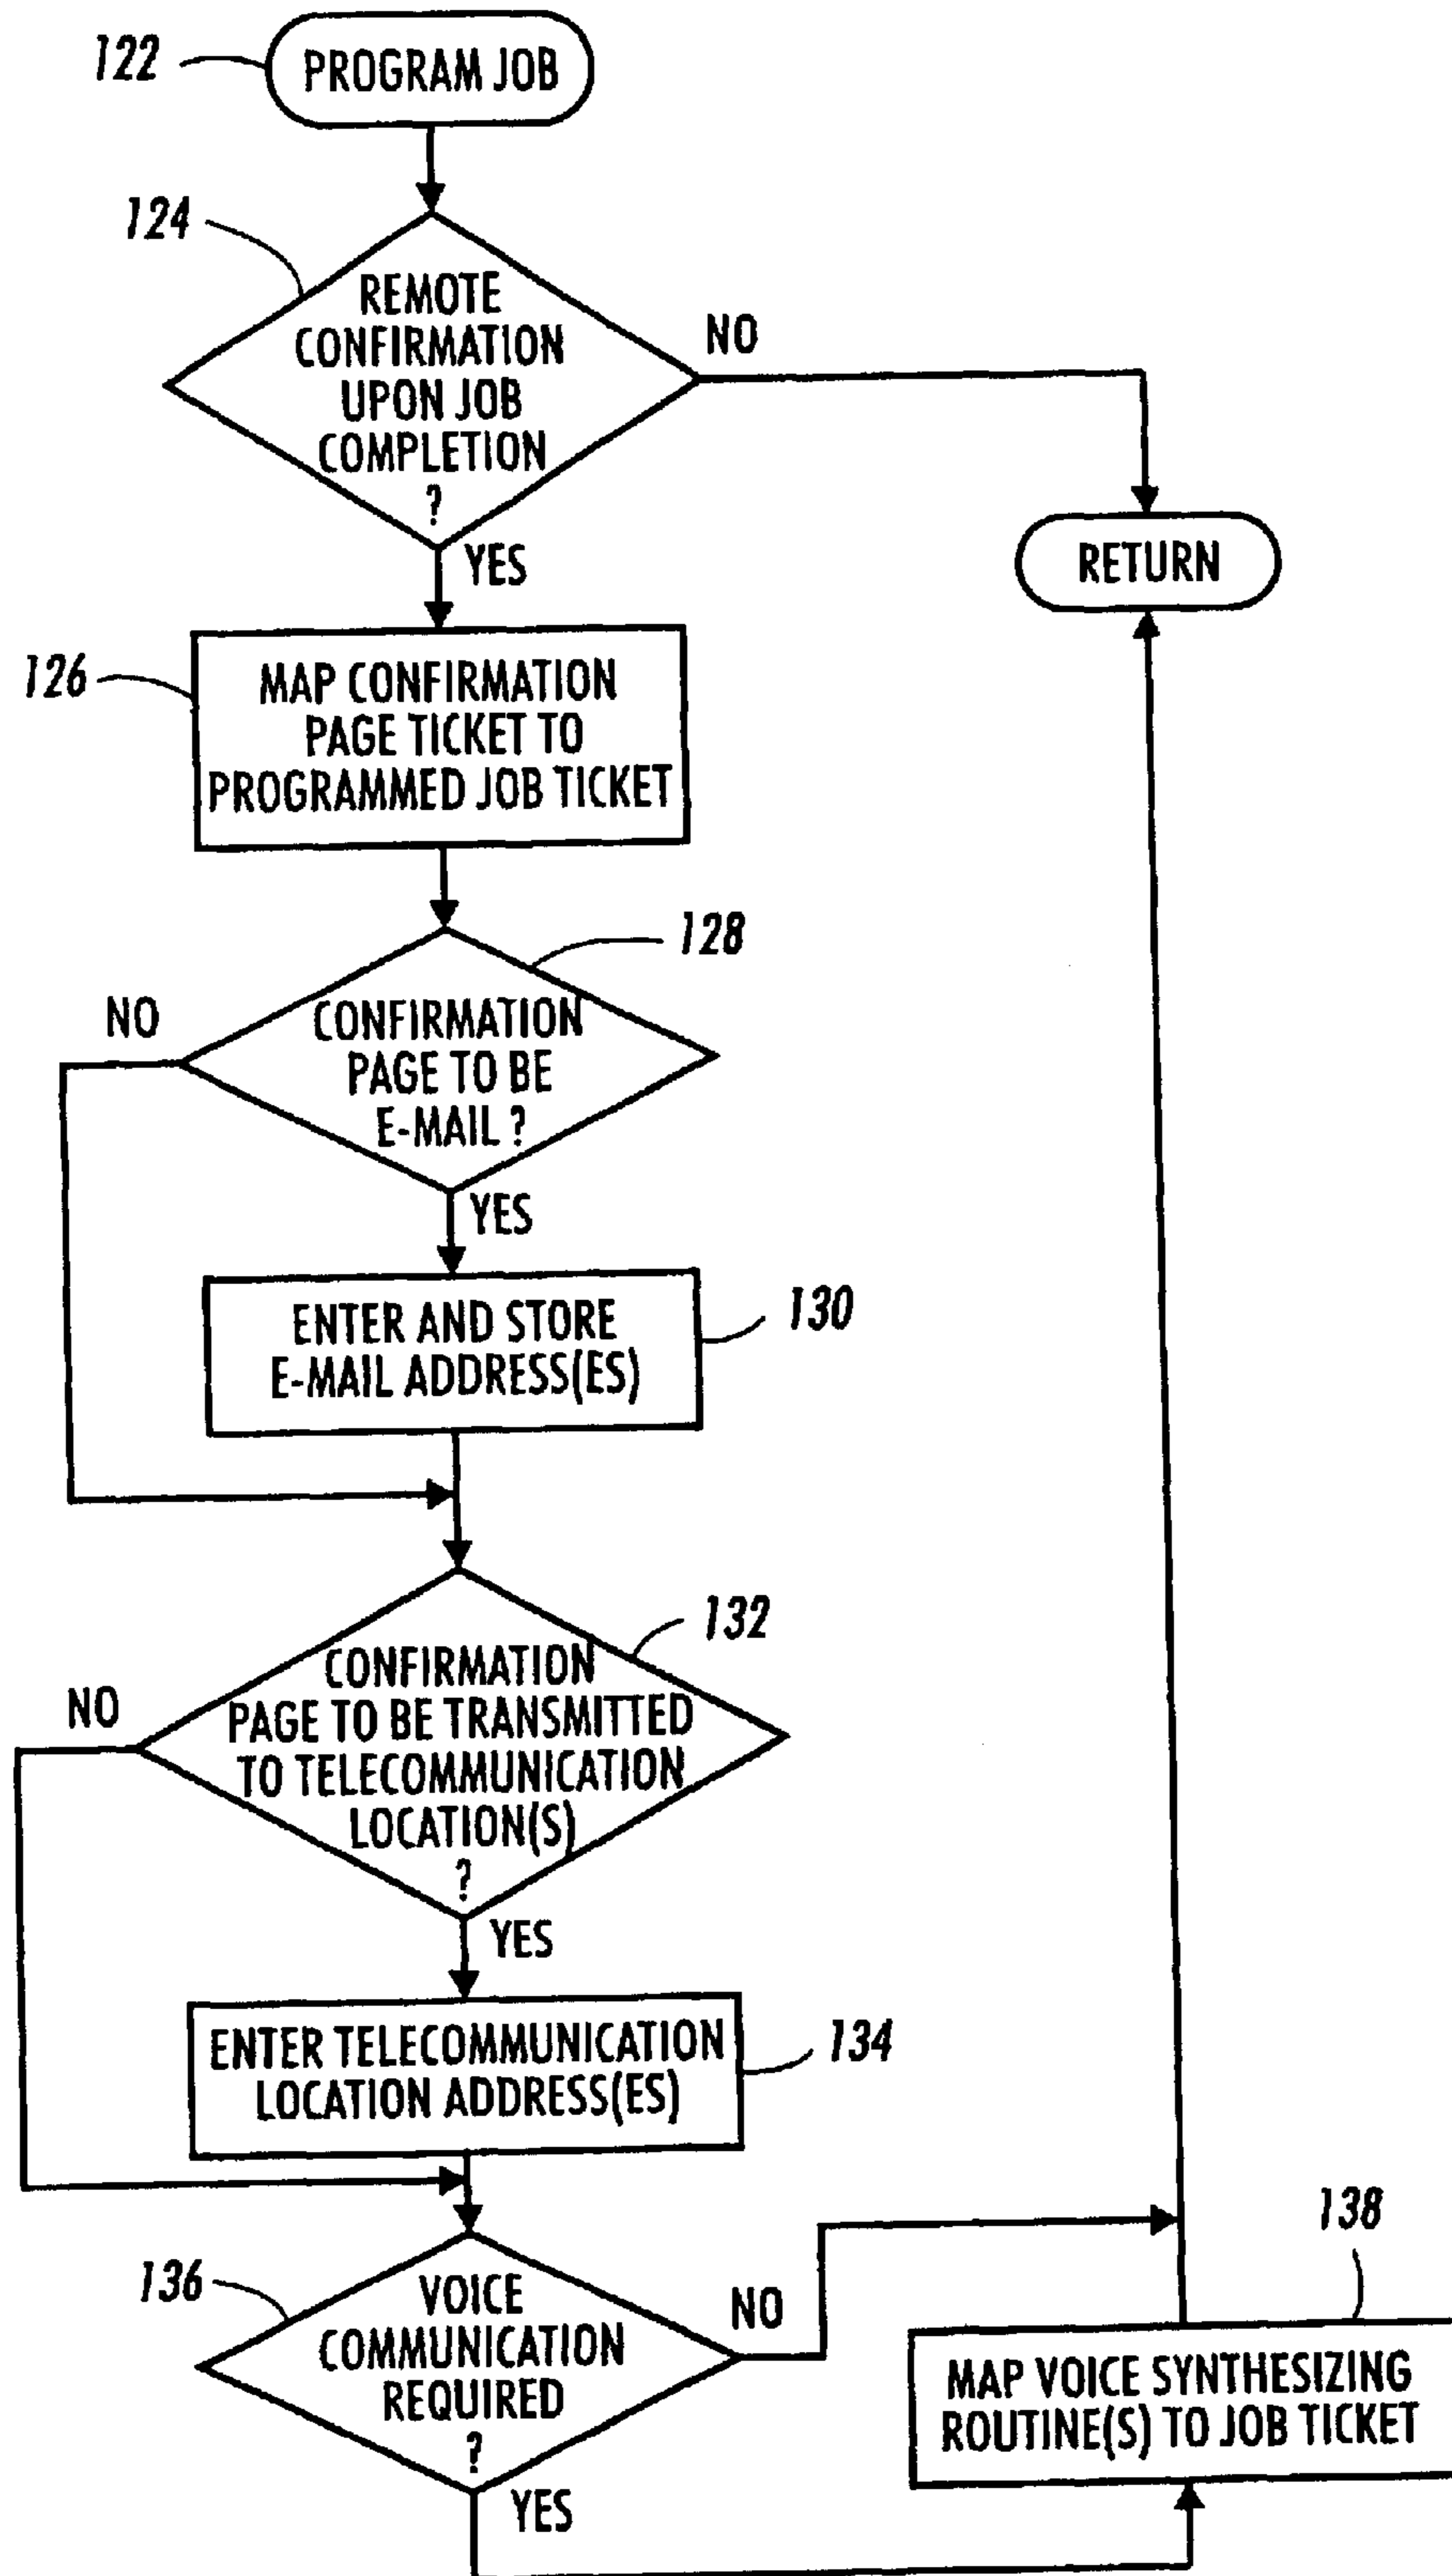 122
PROGRAM JOB
124
REMOTE
CONFIRMATION
UPON JOB
COMPLETION
?
NO
YES
RETURN
126
MAP CONFIRMATION
PAGE TICKET TO
PROGRAMMED JOB TICKET
128
NO
CONFIRMATION
PAGE TO BE
E-MAIL ?
YES
ENTER AND STORE
E-MAIL ADDRESS(ES)
130
132
NO
CONFIRMATION
PAGE TO BE TRANSMITTED
TO TELECOMMUNICATION
LOCATION(S)
?
YES
ENTER TELECOMMUNICATION
LOCATION ADDRESS(ES)
134
136
VOICE
COMMUNICATION
REQUIRED
?
NO
YES
138
MAP VOICE SYNTHESIZING
ROUTINE(S) TO JOB TICKET